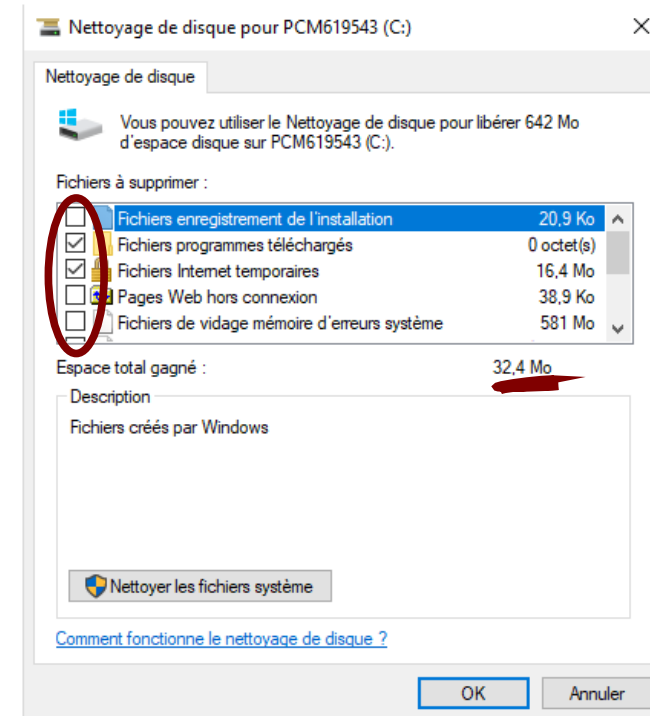 Nettoyage de disque pour PCM619543 (C:)
Nettoyage de disque
Vous pouvez utiliser le Nettoyage de disque pour libérer 642 Mo
d'espace disque sur PCM619543 (C:).
Fichiers à supprimer :
Fichiers enregistrement de l'installation 20,9 Ko
Fichiers programmes téléchargés 0 octet(s)
Fichiers Internet temporaires 16,4 Mo
Pages Web hors connexion 38,9 Ko
Fichiers de vidage mémoire d'erreurs système 581 Mo
Espace total gagné : 32,4 Mo
Description
Fichiers créés par Windows
Nettoyer les fichiers système
Comment fonctionne le nettoyage de disque ?
OK Annuler